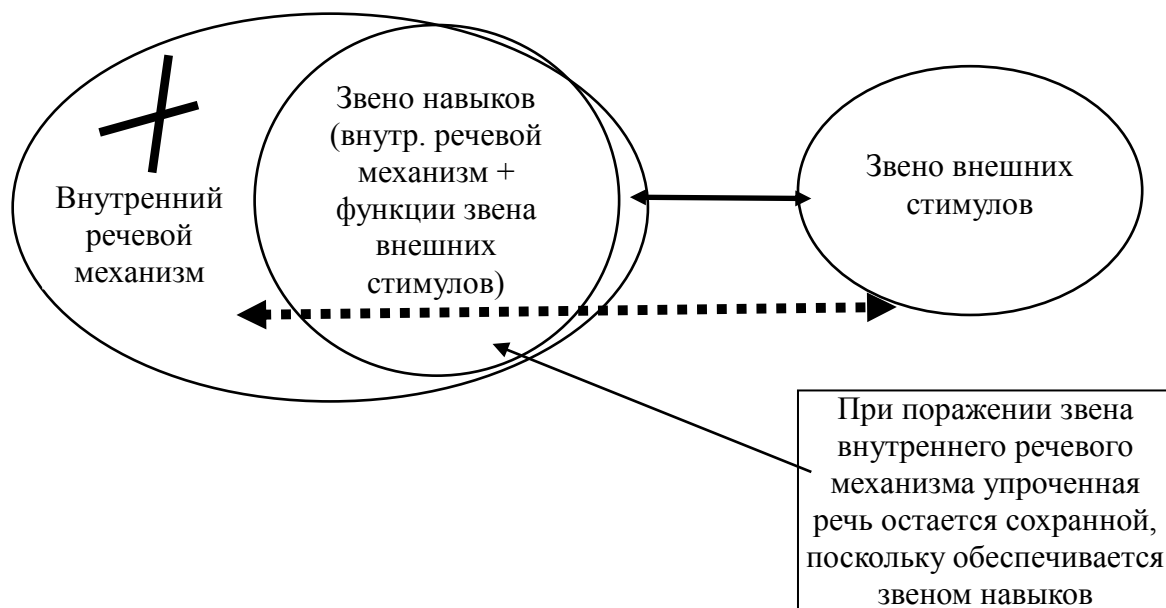 Внутренний
речевой
механизм
Звено навыков
(внутр. речевой
механизм +
функции звена
внешних
стимулов)
Звено внешних
стимулов
При поражении звена
внутреннего речевого
механизма упроченная
речь остается сохранной,
поскольку обеспечивается
звеном навыков